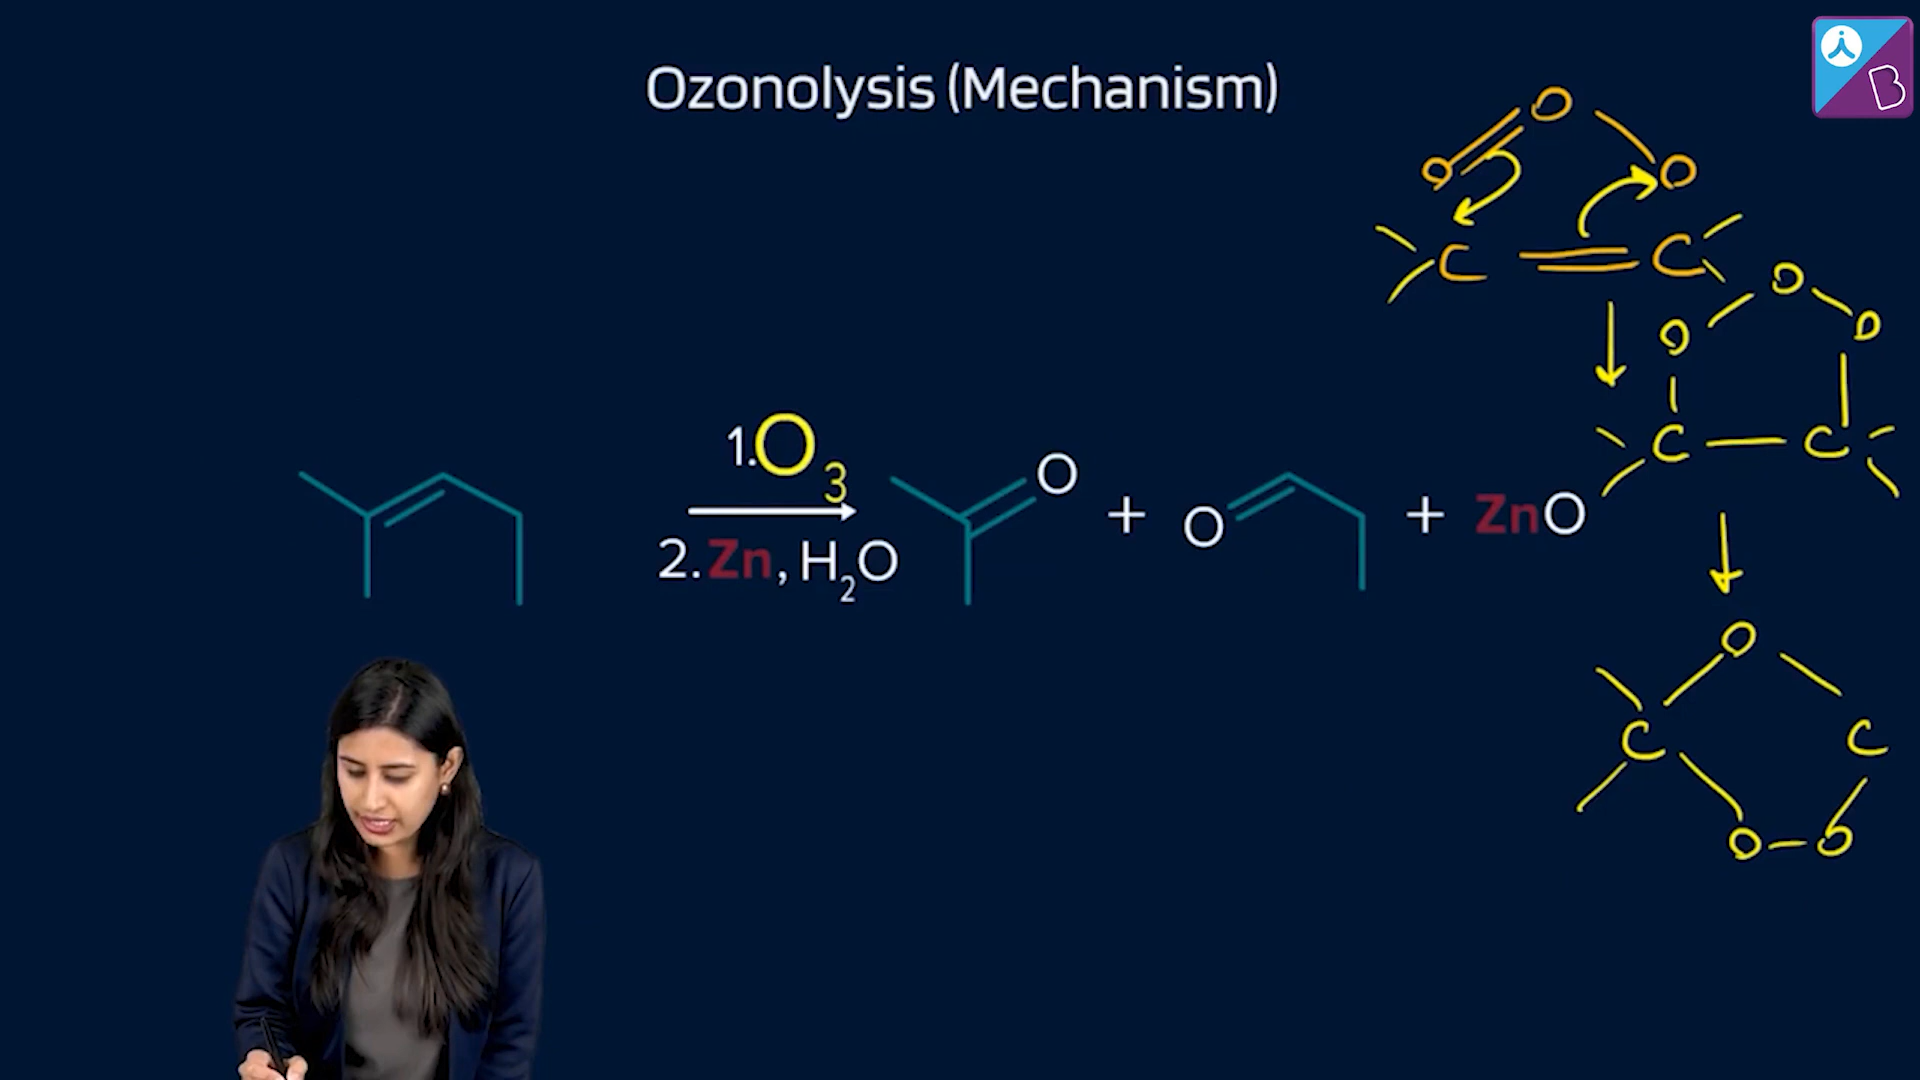 Ozonolysis (Mechanism)
O
O O
C C
O
O O
C C
1.O3
2.Zn, H2O
O
+
O
+ ZnO
O
C C
O-O
B